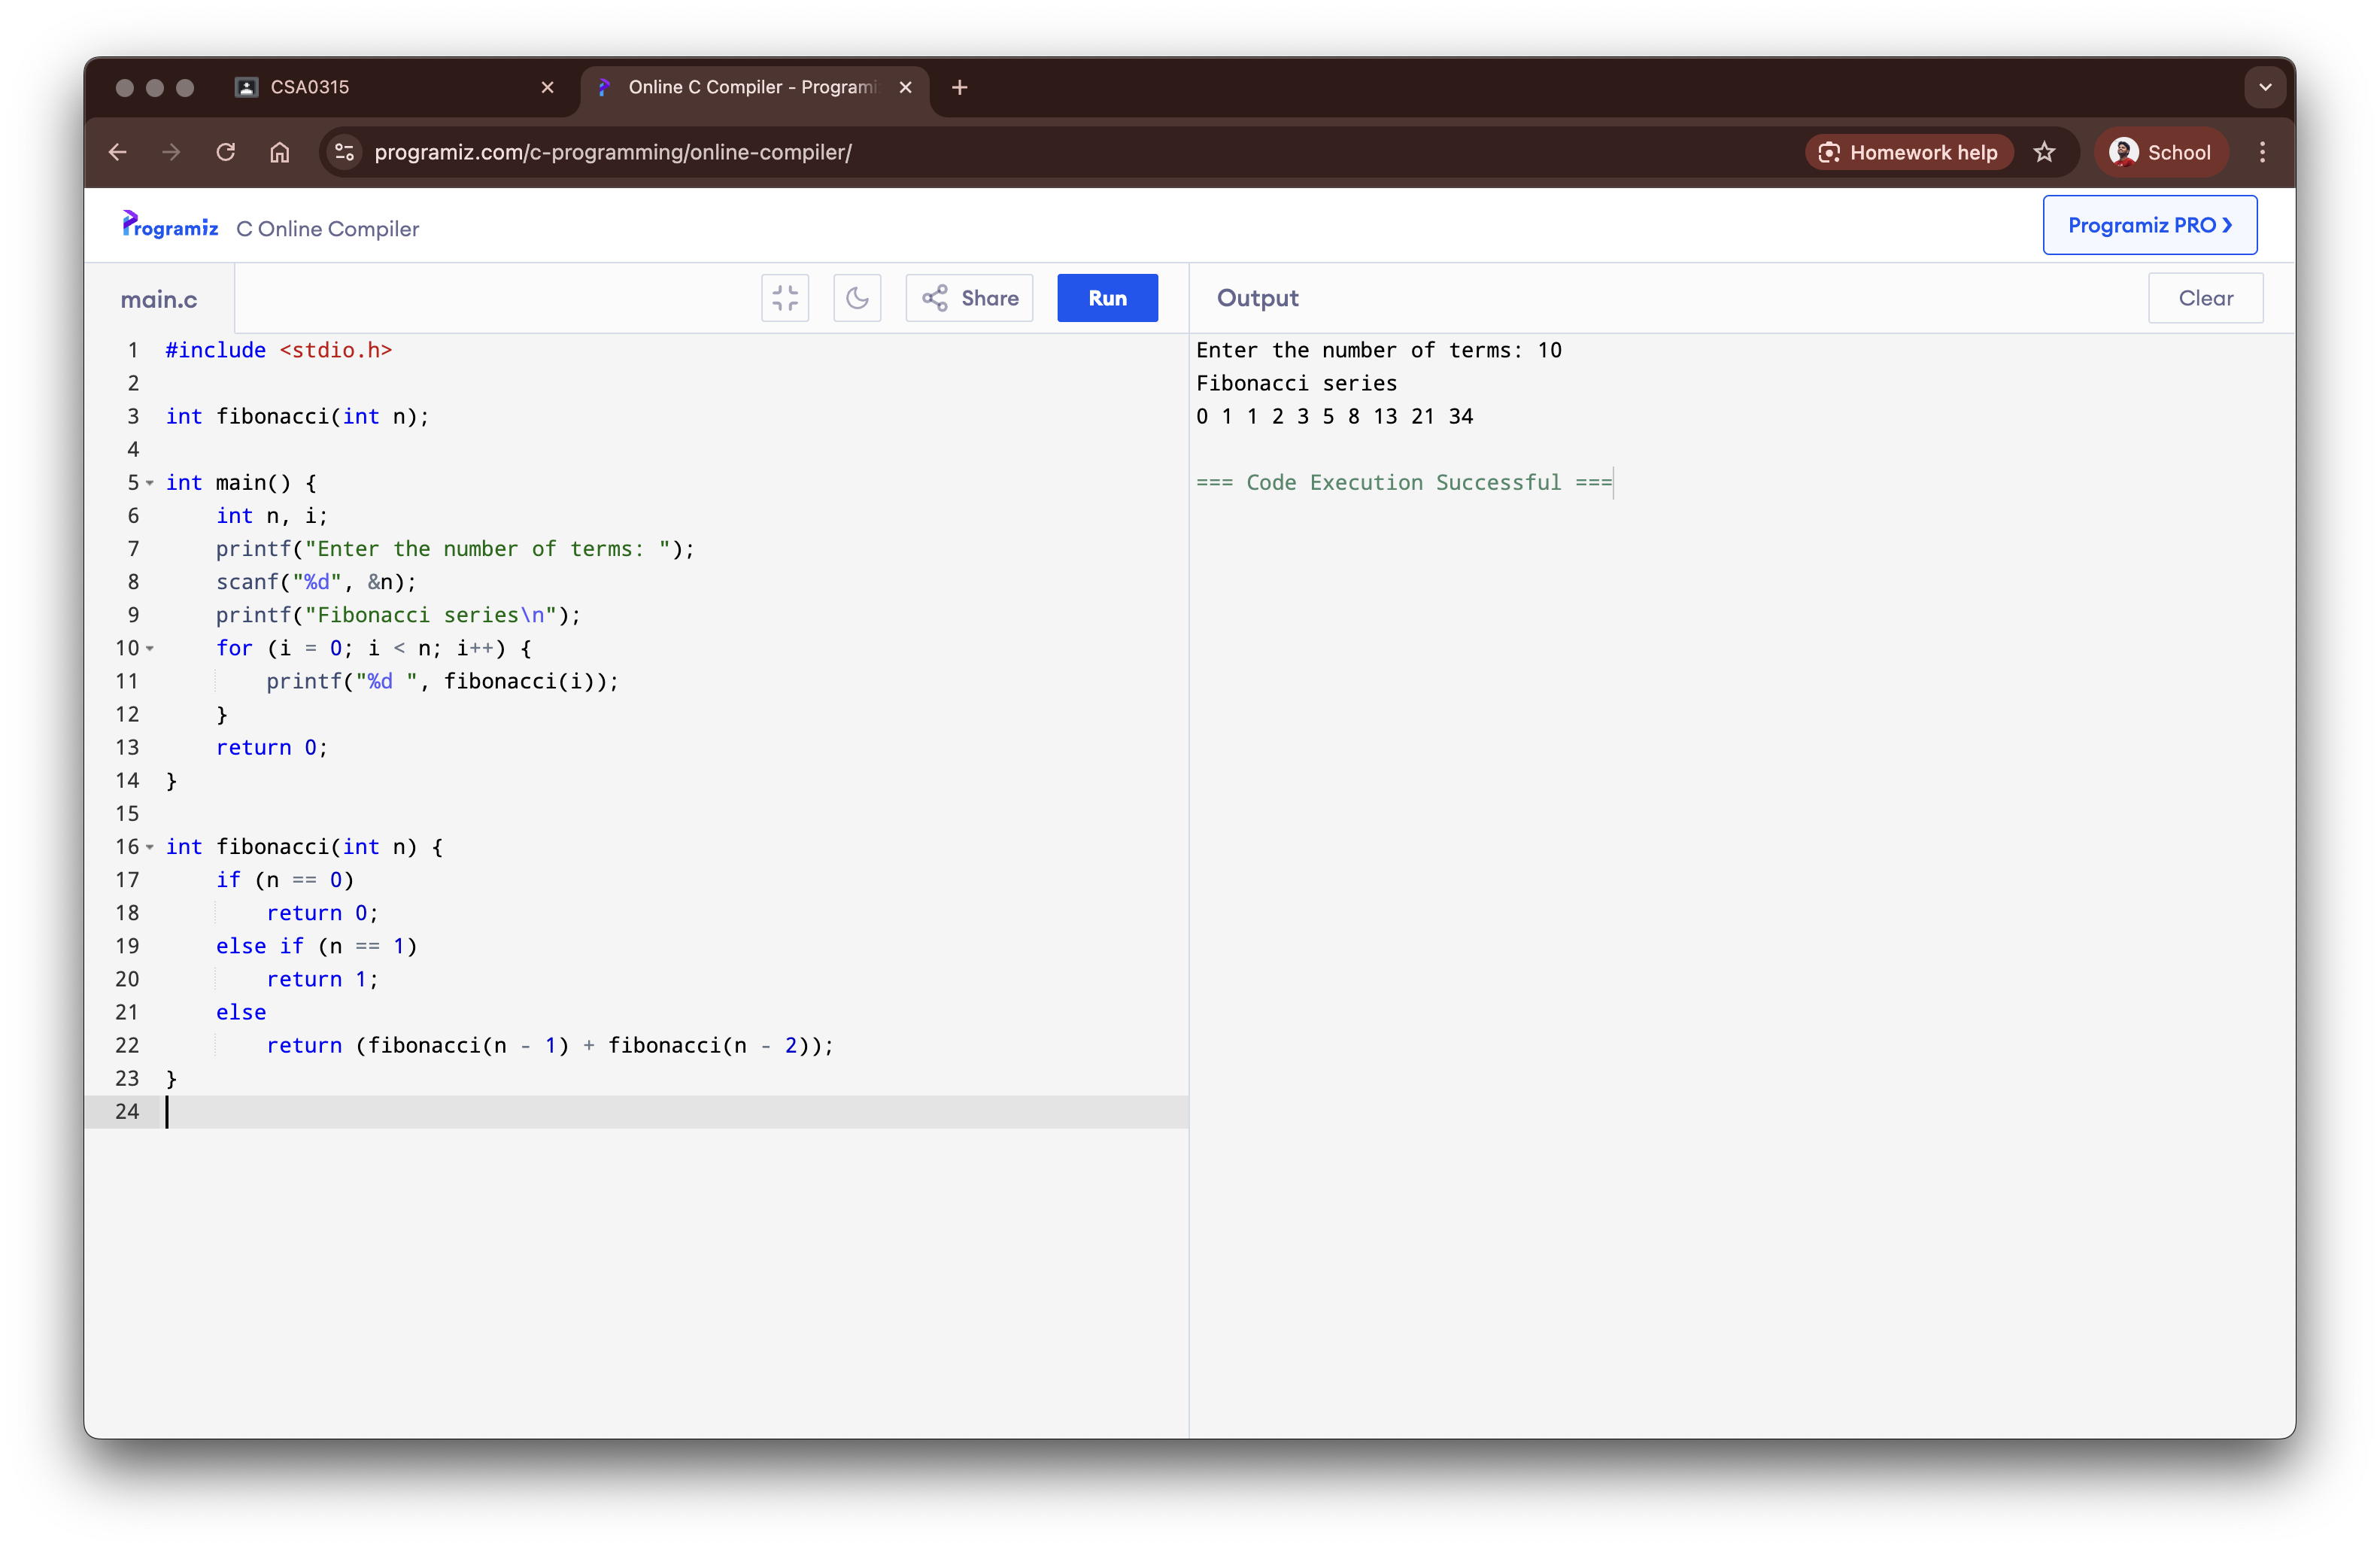 CSA0315
Online C Compiler - Programi
programiz.com/c-programming/online-compiler/
Homework help
School
Programiz
C Online Compiler
Programiz PRO ❯
main.c
Share
Run
Output
Clear
1 #include <stdio.h>
2
3 int fibonacci(int n);
4
5 int main() {
6     int n, i;
7     printf("Enter the number of terms: ");
8     scanf("%d", &n);
9     printf("Fibonacci series\n");
10     for (i = 0; i < n; i++) {
11         printf("%d ", fibonacci(i));
12     }
13     return 0;
14 }
15
16 int fibonacci(int n) {
17     if (n == 0)
18         return 0;
19     else if (n == 1)
20         return 1;
21     else
22         return (fibonacci(n - 1) + fibonacci(n - 2));
23 }
24
Enter the number of terms: 10
Fibonacci series
0 1 1 2 3 5 8 13 21 34
=== Code Execution Successful ===